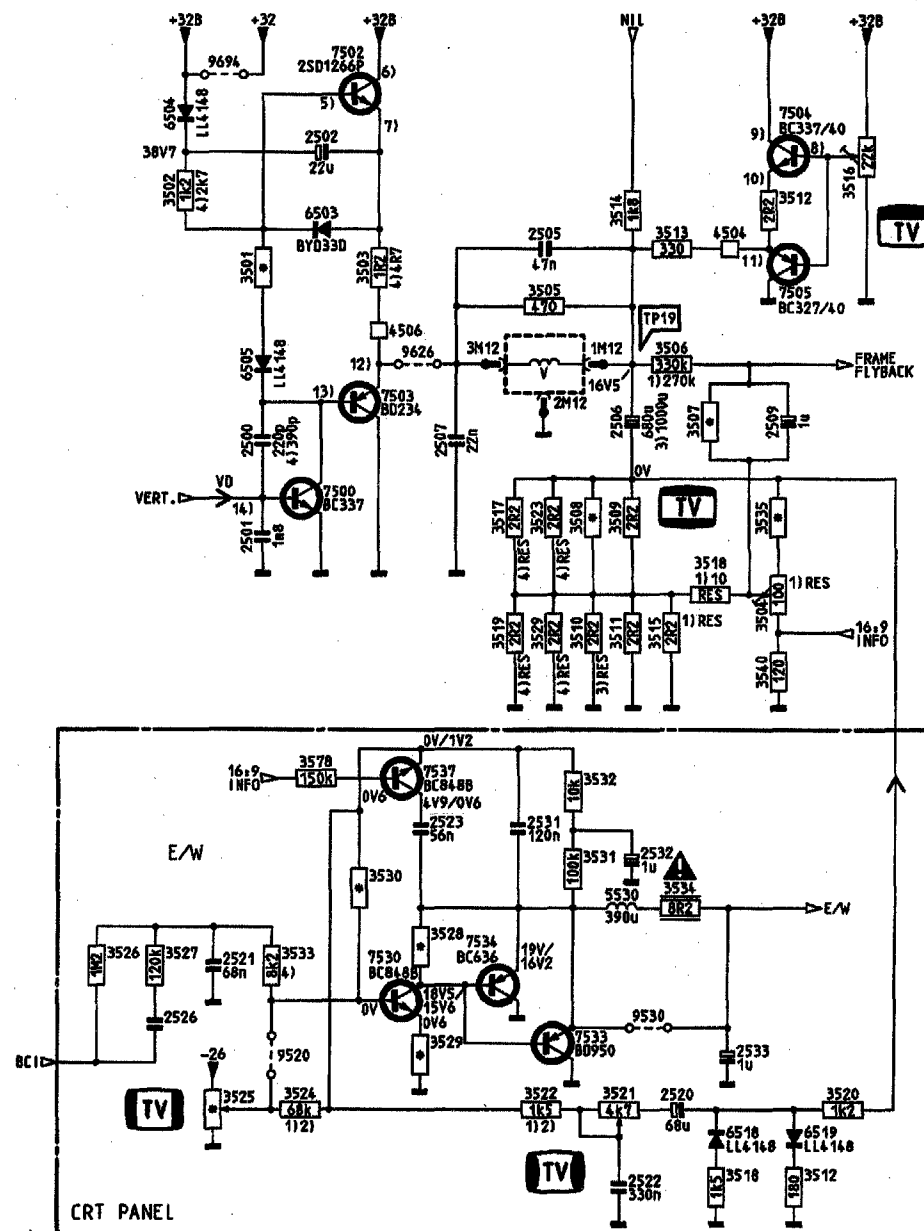 +32B
+32
+32B
NIL
+32B
+32B
9694
7502
2SD1266P
6)
5)
7)
6504
LL4148
38V7
2502
22u
3502
1k2
4)2k7
6503
BYD33D
3501
*
3503
1R2
4)4R7
4506
6505
LL4148
12)
9626
13)
7503
BD234
2500
220p
4)390p
VERT.
VD
14)
7500
BC337
2501
1n8
2505
47n
3505
470
3M12
V
1M12
2M12
2507
22n
3514
1k8
3513
330
4504
TP19
16V5
3506
330k
1)270k
FRAME
FLYBACK
2506
680u
3)1000u
3507
*
2509
1u
9)
7504
BC337/40
8)
10)
3512
2R2
11)
7505
BC327/40
3516
22k
TV
0V
TV
3517
2R2
4)RES
3523
2R2
4)RES
3508
*
3509
2R2
3535
*
3518
1)10
RES
3504
100
1)RES
3519
2R2
4)RES
3529
2R2
4)RES
3510
2R2
3)RES
3511
2R2
3515
2R2
1)RES
16:9
INFO
3540
120
0V/1V2
16:9
INFO
3578
150k
7537
BC848B
0V6
4V9/0V6
2523
56n
2531
120n
3532
10k
3531
100k
2532
1u
E/W
3530
*
5530
390u
3534
8R2
E/W
3526
1M2
3527
120k
2521
68n
3533
8k2
4)
3528
*
7530
BC848B
0V
18V5/
15V6
0V6
7534
BC636
19V/
16V2
2526
9520
3529
*
7533
BD950
9530
2533
1u
BCI
-26
TV
3525
*
3524
68k
1)2)
3522
1k5
1)2)
3521
4k7
2520
68u
3520
1k2
6518
LL4148
6519
LL4148
TV
2522
330n
3518
1k5
3512
180
CRT PANEL